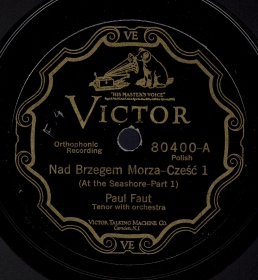 VE
"HIS MASTER'S VOICE"
VICTOR
Orthophonic
Recording
80400-A
Polish
Nad Brzegem Morza-Cześć 1
(At the Seashore-Part 1)
Paul Faut
Tenor with orchestra
VICTOR TALKING MACHINE CO.
Camden, N.J.
VE